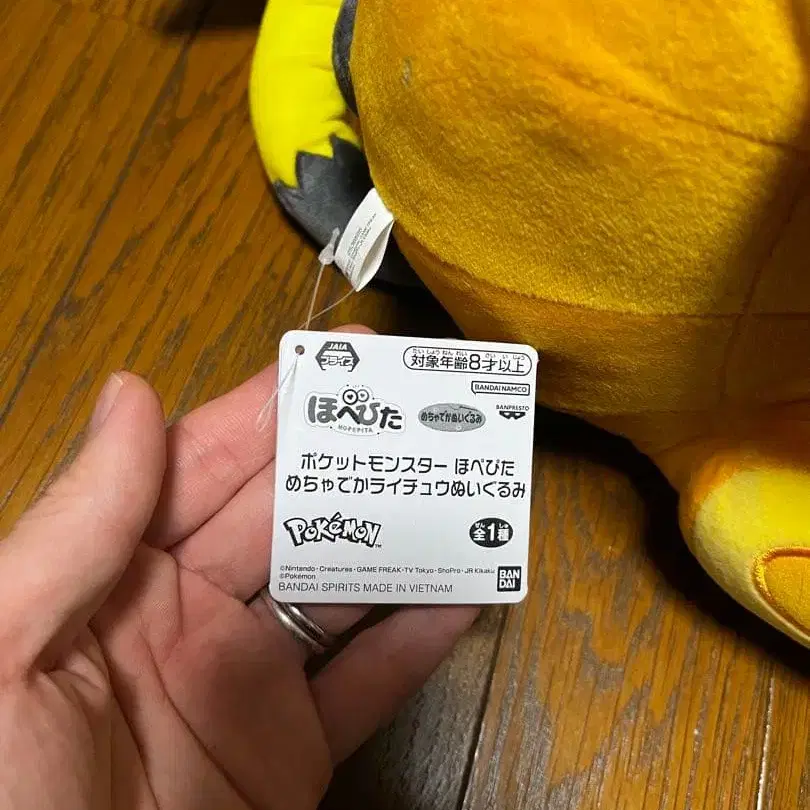 JAIA
プライズ
たいしょうねんれい さいいじょう
対象年齢8才以上
BANDAI NAMCO
ほぺぴた
HOPEPITA
めちゃでかぬいぐるみ
BANPRESTO
ポケットモンスター ほぺぴた
めちゃでかライチュウぬいぐるみ
POKéMON
TM
ぜん しゅ
全1種
©Nintendo・Creatures・GAME FREAK・TV Tokyo・ShoPro・JR Kikaku
©Pokémon
BANDAI SPIRITS MADE IN VIETNAM
BAN
DAI